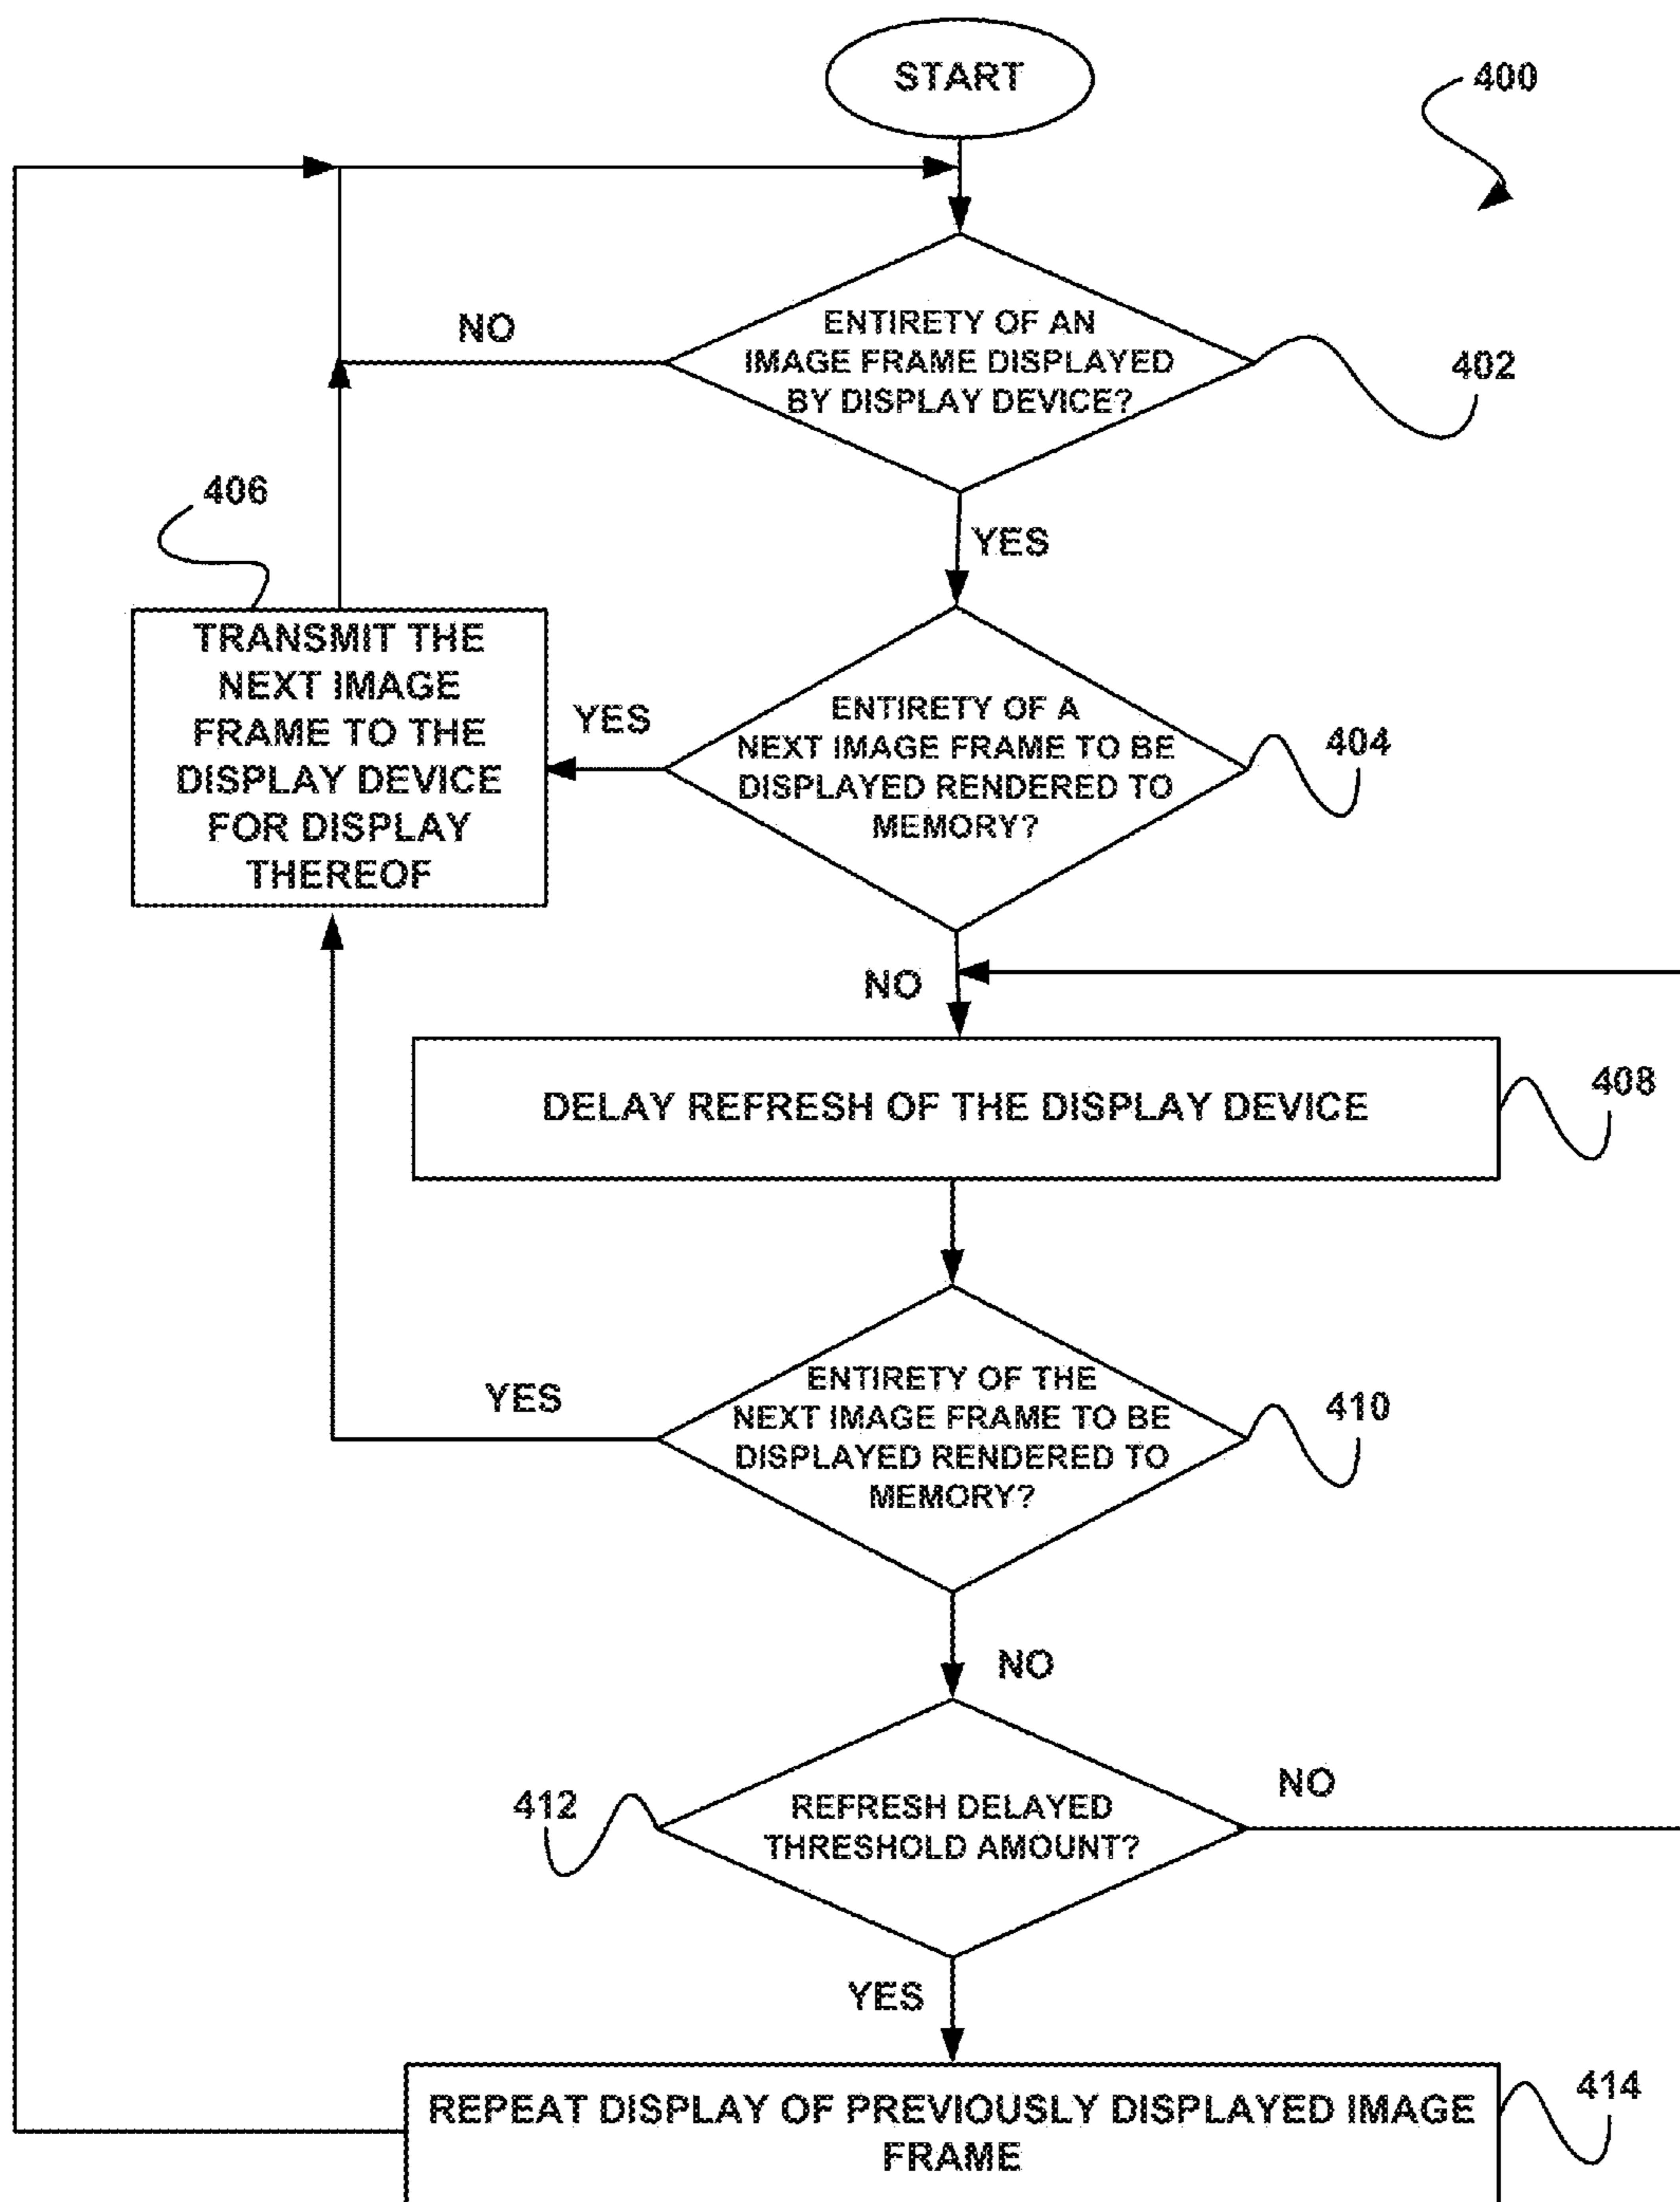 START
400
ENTIRETY OF AN
IMAGE FRAME DISPLAYED
BY DISPLAY DEVICE?
NO
402
406
YES
TRANSMIT THE
NEXT IMAGE
FRAME TO THE
DISPLAY DEVICE
FOR DISPLAY
THEREOF
YES
ENTIRETY OF A
NEXT IMAGE FRAME TO BE
DISPLAYED RENDERED TO
MEMORY?
404
NO
DELAY REFRESH OF THE DISPLAY DEVICE
408
YES
ENTIRETY OF THE
NEXT IMAGE FRAME TO BE
DISPLAYED RENDERED TO
MEMORY?
410
NO
412
REFRESH DELAYED
THRESHOLD AMOUNT?
NO
YES
REPEAT DISPLAY OF PREVIOUSLY DISPLAYED IMAGE
FRAME
414